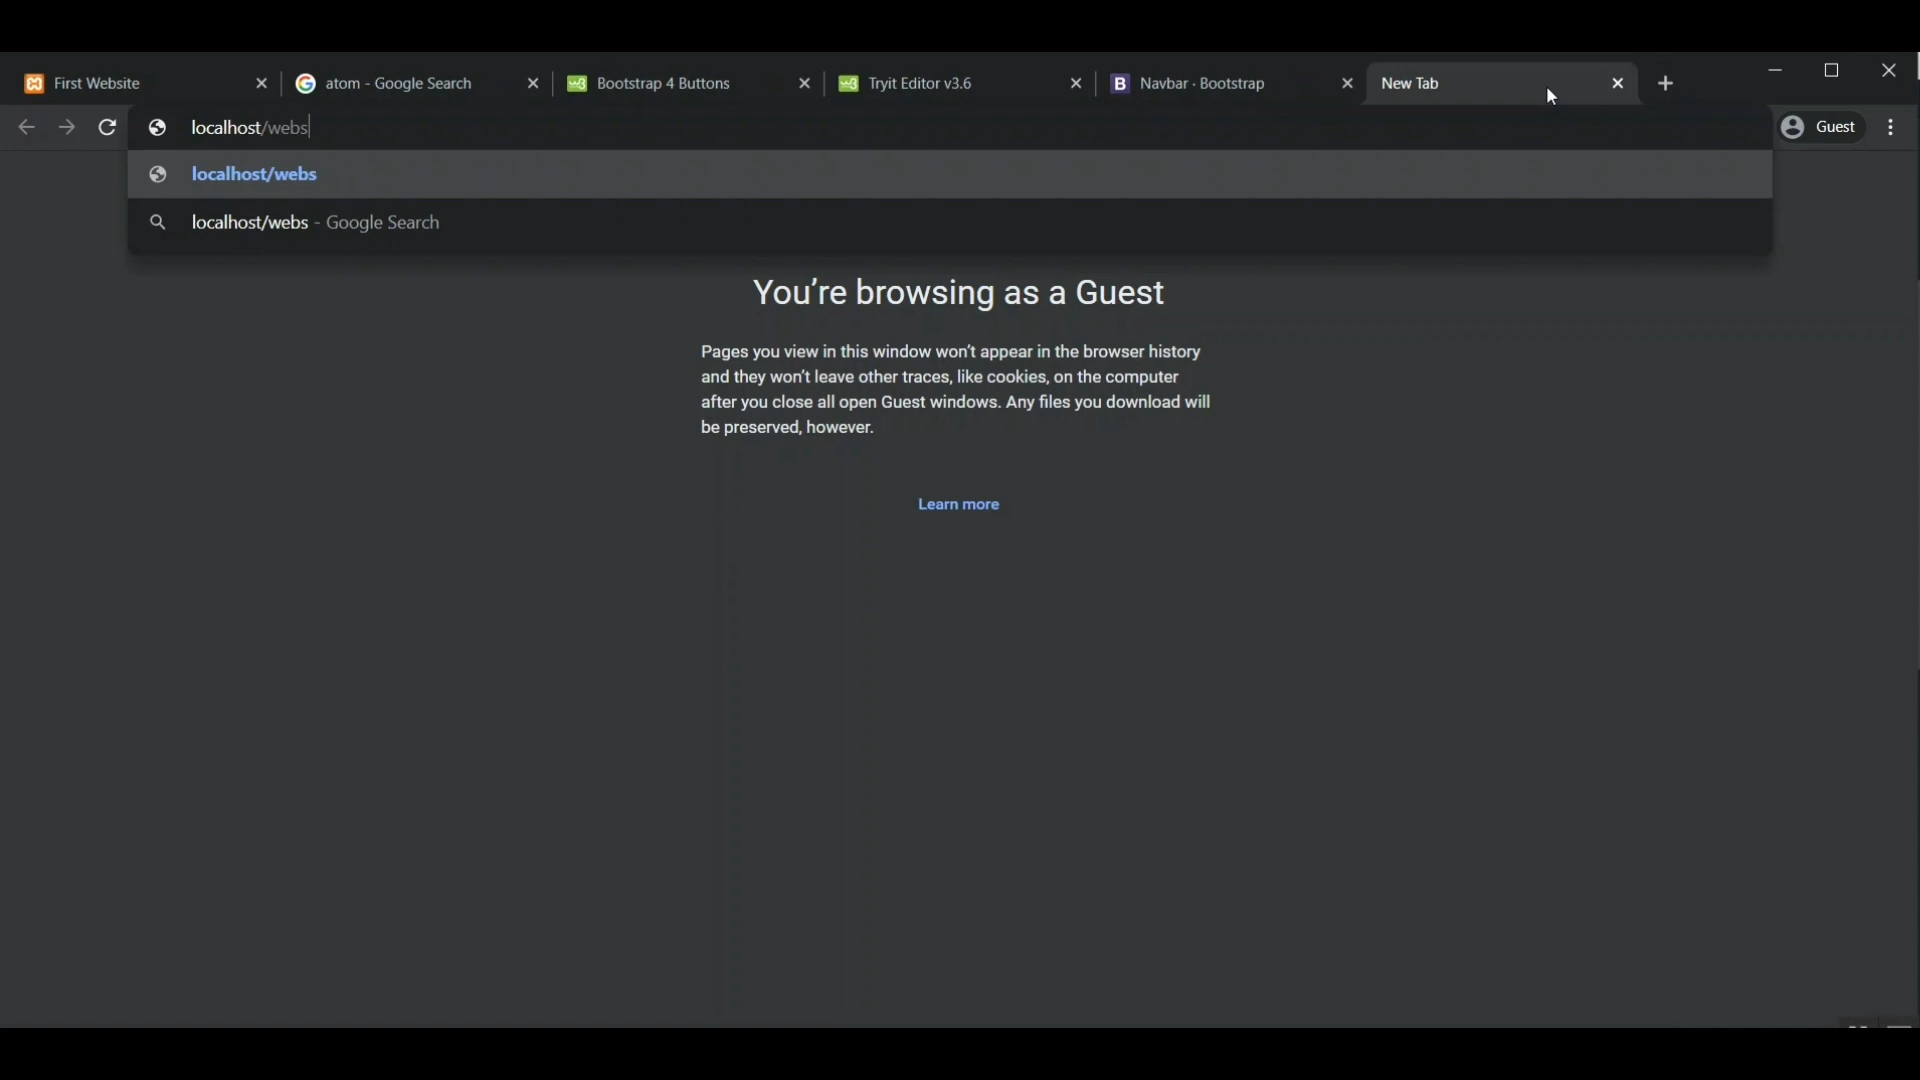 First Website
atom - Google Search
Bootstrap 4 Buttons
Tryit Editor v3.6
Navbar · Bootstrap
New Tab
localhost/webs
Guest
localhost/webs
localhost/webs - Google Search
You're browsing as a Guest
Pages you view in this window won't appear in the browser history
and they won't leave other traces, like cookies, on the computer
after you close all open Guest windows. Any files you download will
be preserved, however.
Learn more